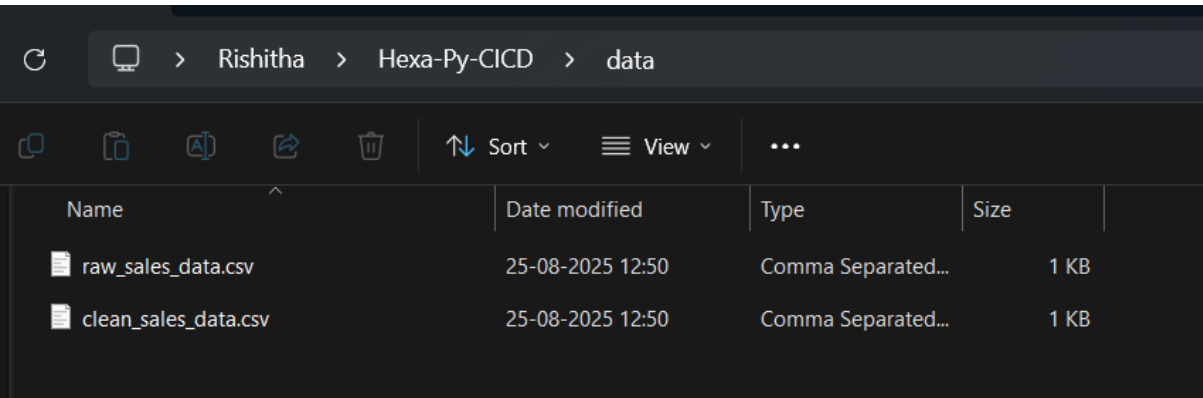 Rishitha > Hexa-Py-CICD > data
Sort View
Name Date modified Type Size
raw_sales_data.csv 25-08-2025 12:50 Comma Separated... 1 KB
clean_sales_data.csv 25-08-2025 12:50 Comma Separated... 1 KB